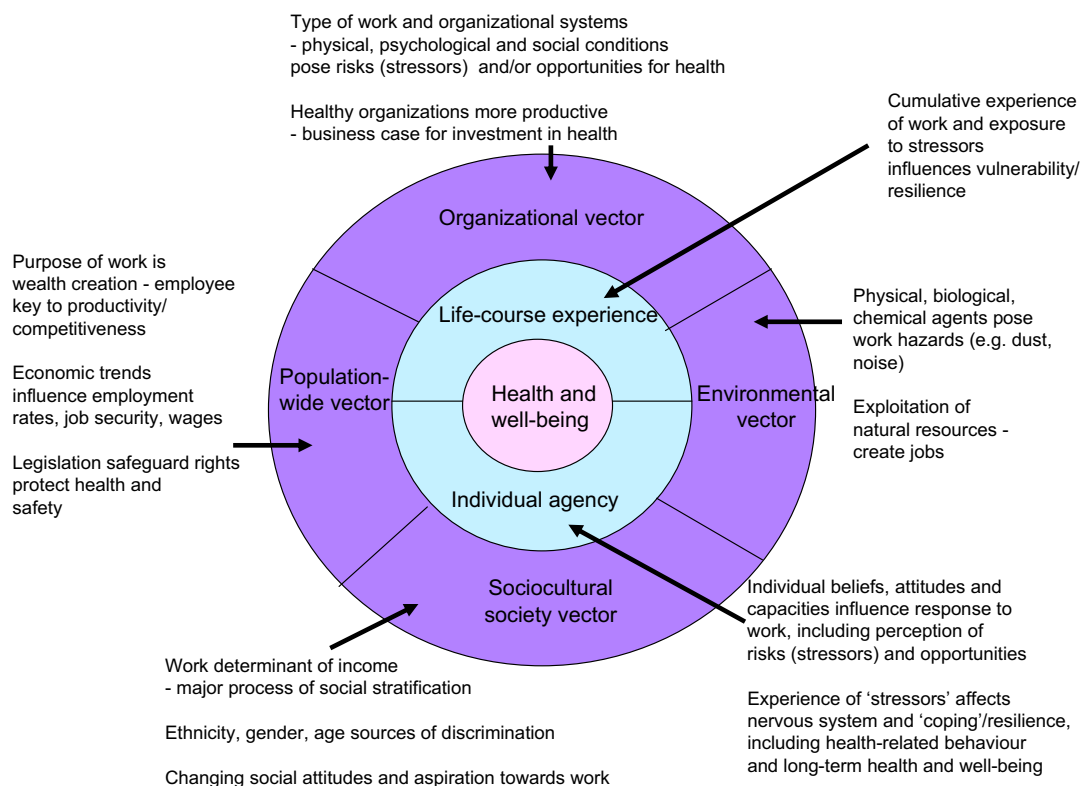 Type of work and organizational systems
- physical, psychological and social conditions
pose risks (stressors) and/or opportunities for health
Healthy organizations more productive
- business case for investment in health
Cumulative experience
of work and exposure
to stressors
influences vulnerability/
resilience
Organizational vector
Purpose of work is
wealth creation - employee
key to productivity/
competitiveness
Economic trends
influence employment
rates, job security, wages
Legislation safeguard rights
protect health and
safety
Life-course experience
Physical, biological,
chemical agents pose
work hazards (e.g. dust,
noise)
Exploitation of
natural resources -
create jobs
Population-
wide vector
Health and
well-being
Environmental
vector
Individual agency
Sociocultural
society vector
Individual beliefs, attitudes and
capacities influence response to
work, including perception of
risks (stressors) and opportunities
Experience of ‘stressors’ affects
nervous system and ‘coping’/resilience,
including health-related behaviour
and long-term health and well-being
Work determinant of income
- major process of social stratification
Ethnicity, gender, age sources of discrimination
Changing social attitudes and aspiration towards work